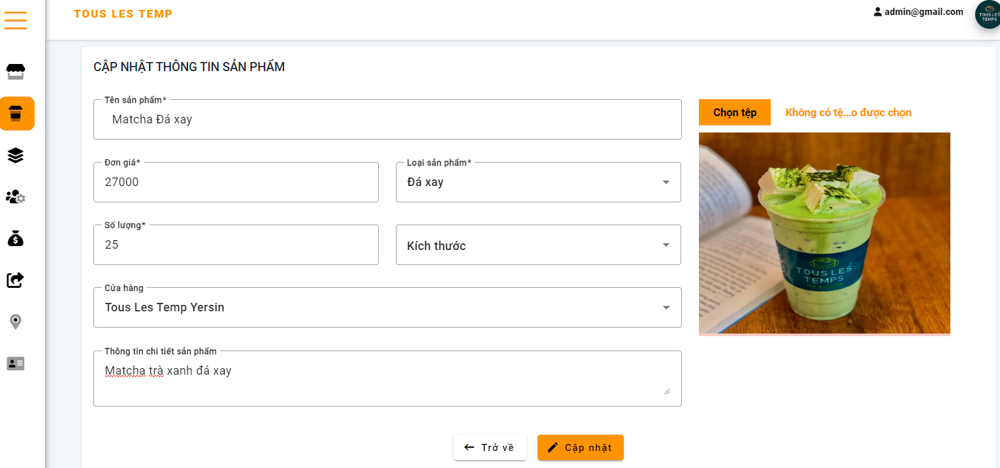 TOUS LES TEMP
admin@gmail.com
TOUS LES
TEMPS
CẬP NHẬT THÔNG TIN SẢN PHẨM
Tên sản phẩm*
Matcha Đá xay
Chọn tệp
Không có tệ...o được chọn
Đơn giá*
27000
Loại sản phẩm*
Đá xay
Số lượng*
25
Kích thước
Cửa hàng
Tous Les Temp Yersin
Thông tin chi tiết sản phẩm
Matcha trà xanh đá xay
TOUS LES
TEMPS
TEA & COFFEE
Trở về
Cập nhật